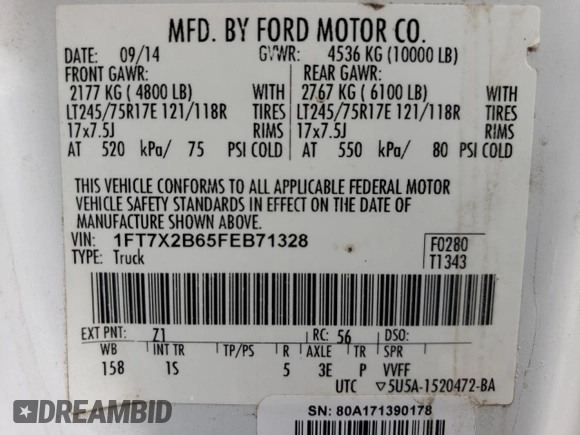 MFD. BY FORD MOTOR CO.
DATE: 09/14 GVWR: 4536 KG (10000 LB)
FRONT GAWR: REAR GAWR:
2177 KG ( 4800 LB) WITH 2767 KG ( 6100 LB) WITH
LT245/75R17E 121/118R TIRES LT245/75R17E 121/118R TIRES
17x7.5J RIMS 17x7.5J RIMS
AT 520 kPa/ 75 PSI COLD AT 550 kPa/ 80 PSI COLD
THIS VEHICLE CONFORMS TO ALL APPLICABLE FEDERAL MOTOR
VEHICLE SAFETY STANDARDS IN EFFECT ON THE DATE OF
MANUFACTURE SHOWN ABOVE.
VIN: 1FT7X2B65FEB71328 F0280
TYPE: Truck T1343
EXT PNT: Z1 RC: 56 DSO:
WB INT TR TP/PS R AXLE TR SPR
158 1S 5 3E P VVFF
UTC ▽5U5A-1520472-BA
DREAMBID
SN: 80A171390178